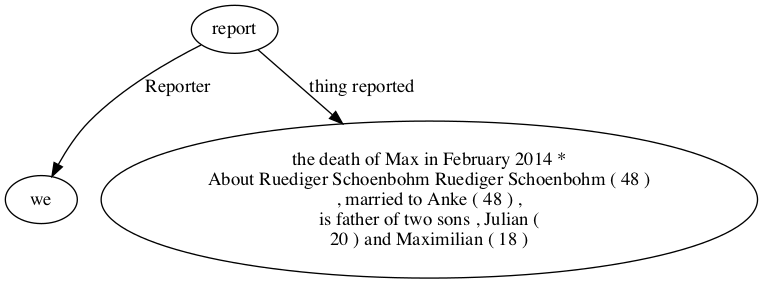 report
Reporter
thing reported
we
the death of Max in February 2014 *
About Ruediger Schoenbohm Ruediger Schoenbohm ( 48 )
, married to Anke ( 48 ) ,
is father of two sons , Julian (
20 ) and Maximilian ( 18 )